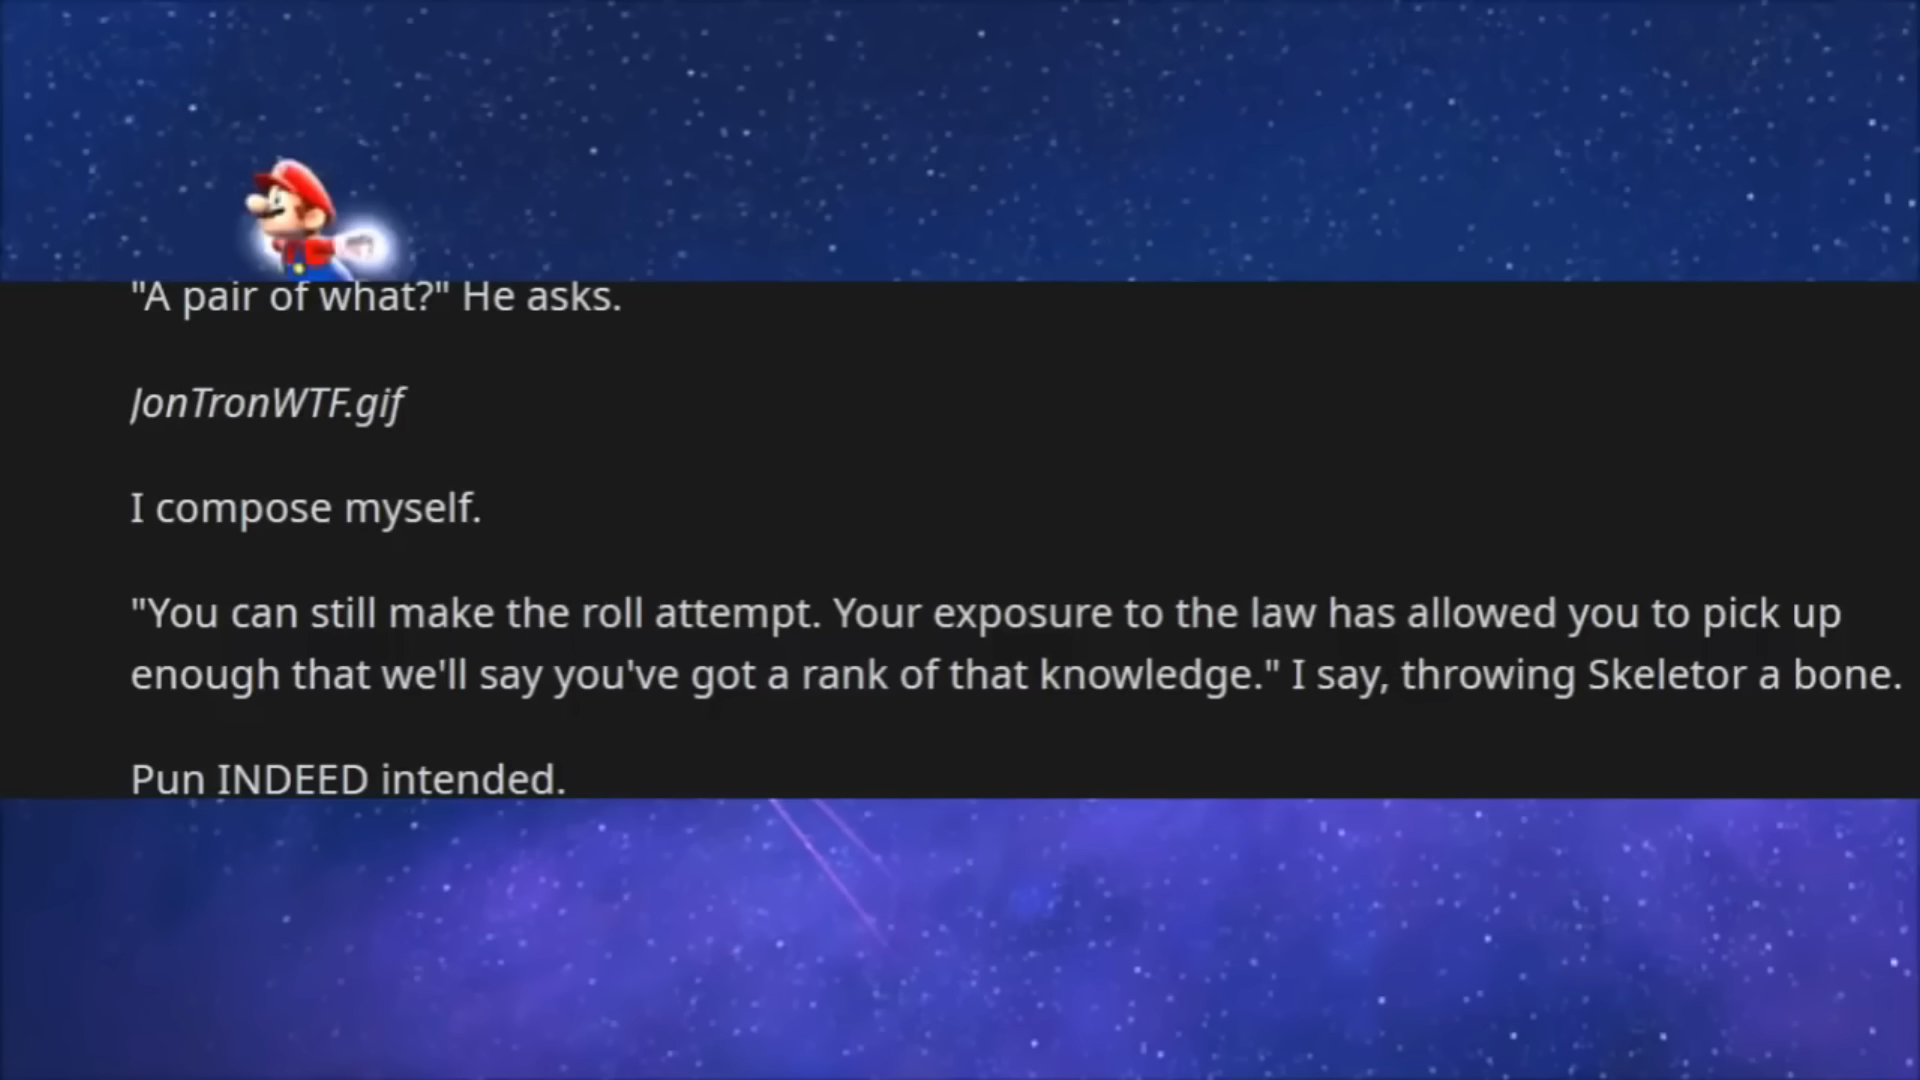 "A pair of what?" He asks.
JonTronWTF.gif
I compose myself.
"You can still make the roll attempt. Your exposure to the law has allowed you to pick up
enough that we'll say you've got a rank of that knowledge." I say, throwing Skeletor a bone.
Pun INDEED intended.